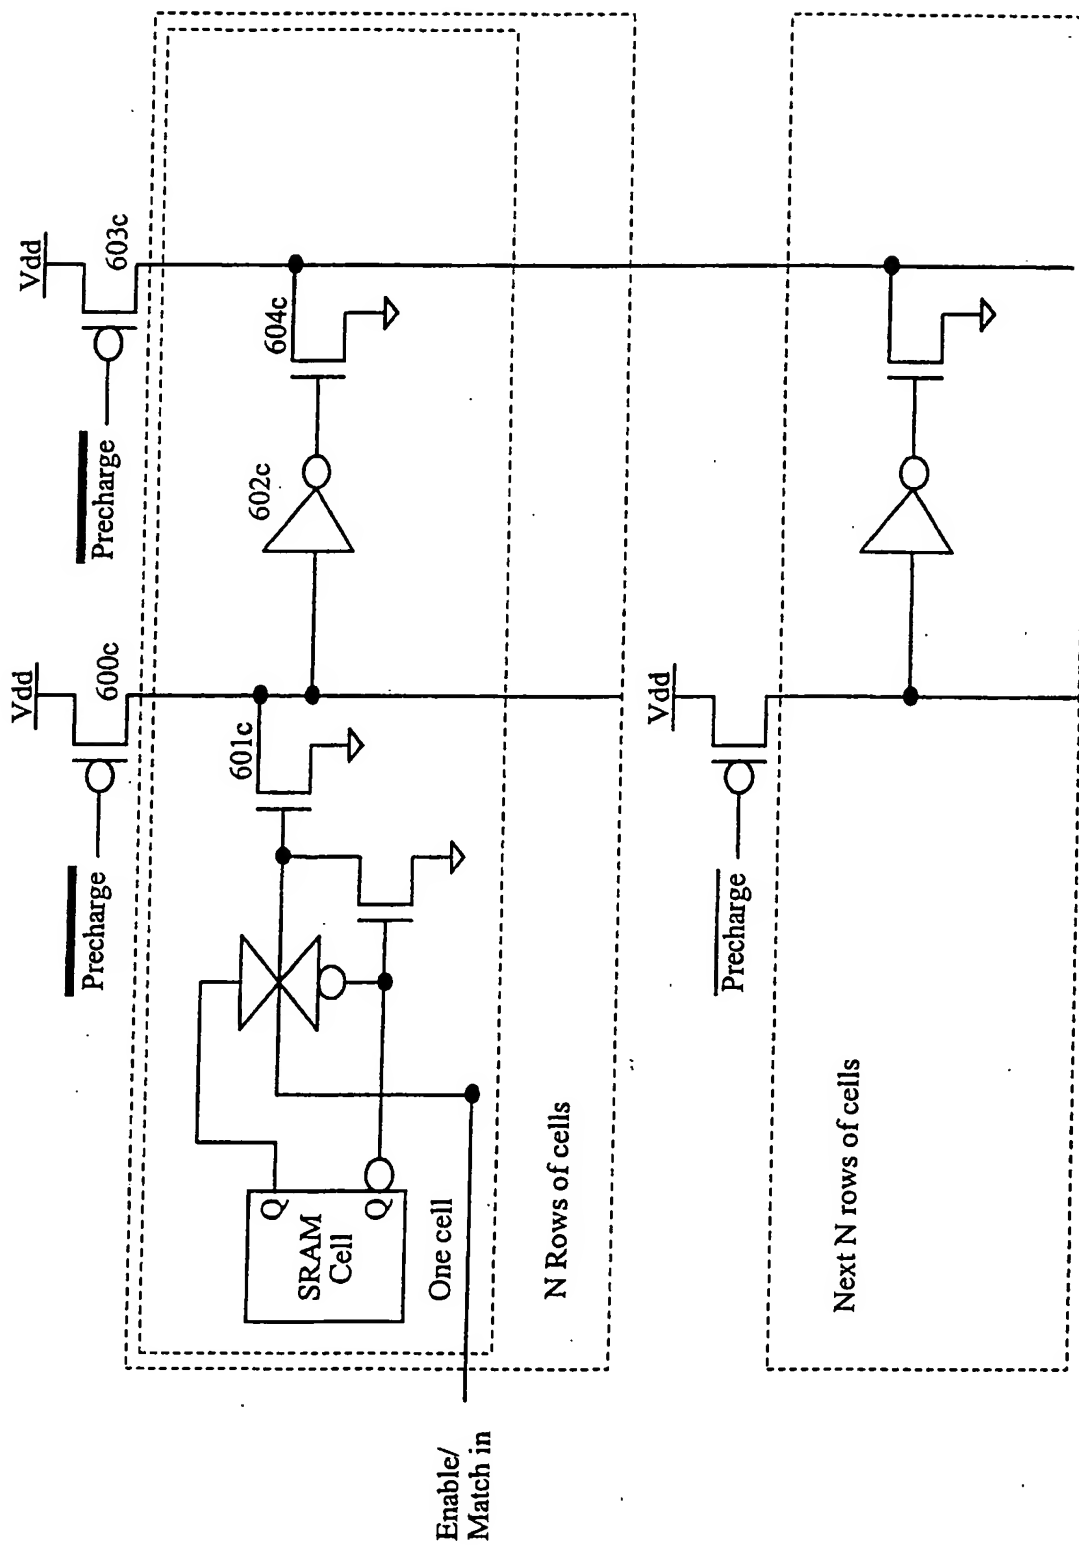 Vdd
Vdd
603c
600c
Precharge
Precharge
604c
602c
601c
SRAM
Cell
Q
Q
One cell
N Rows of cells
Enable/
Match in
Vdd
Precharge
Next N rows of cells